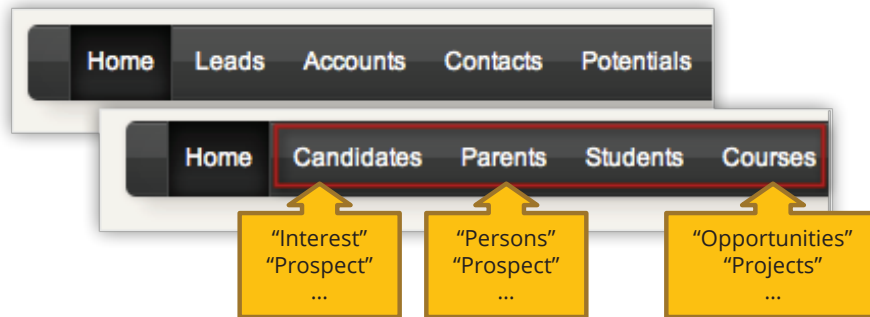 Home Leads Accounts Contacts Potentials
Home Candidates Parents Students Courses
“Interest”
“Prospect”
...
“Persons”
“Prospect”
...
“Opportunities”
“Projects”
...